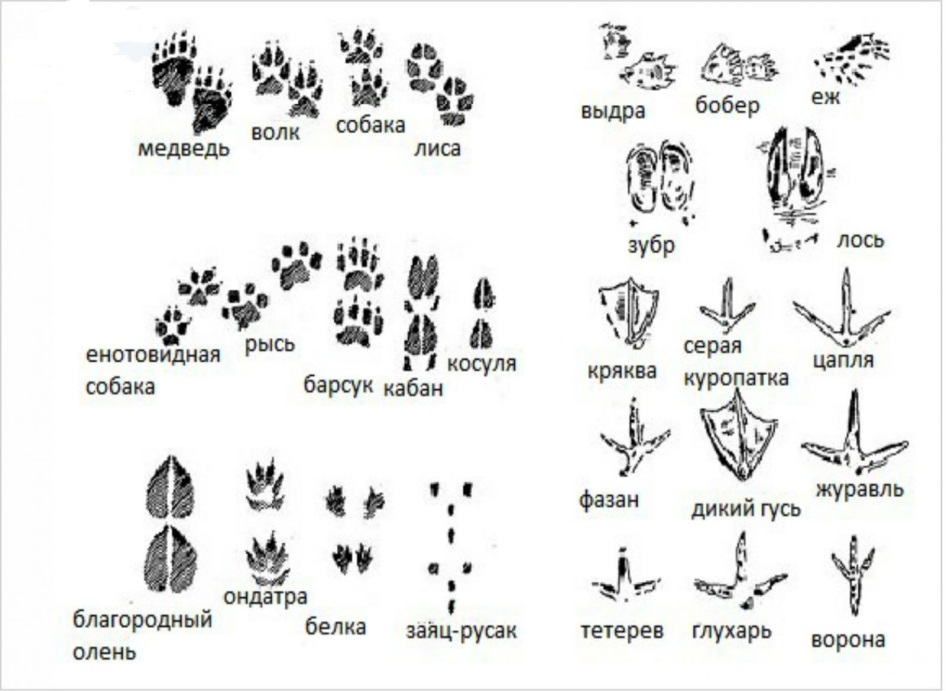 медведь
волк
собака
лиса
выдра
бобер
еж
зубр
лось
енотовидная
собака
рысь
барсук
кабан
косуля
кряква
серая
куропатка
цапля
фазан
дикий гусь
журавль
благородный
олень
ондатра
белка
заяц-русак
тетерев
глухарь
ворона